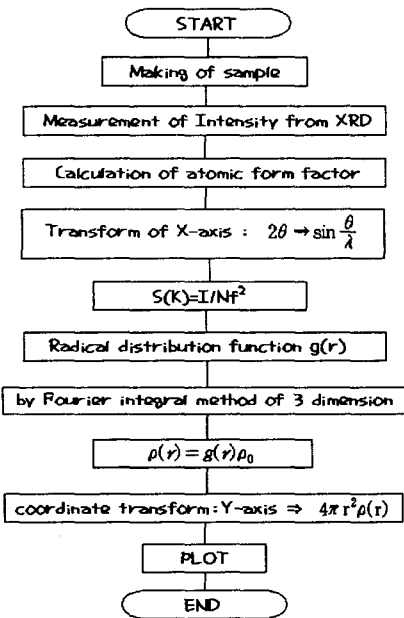 START
Making of sample
Measurement of Intensity from XRD
Calculation of atomic form factor
Transform of X-axis : 2θ → sin θ/λ
S(K)=I/Nf²
Radical distribution function g(r)
by Fourier integral method of 3 dimension
ρ(r) = g(r)ρ₀
coordinate transform:Y-axis ⇒ 4πr²ρ(r)
PLOT
END